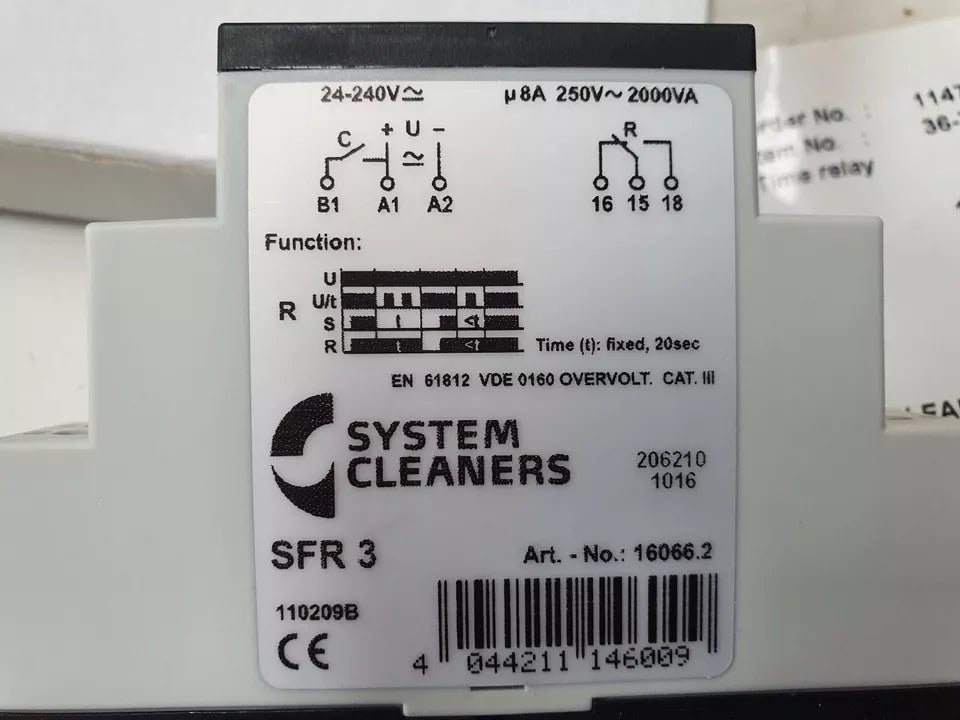 24-240V≃
µ8A 250V~ 2000VA
C + U −
≃
R
B1 A1 A2
16 15 18
Function:
R
U
U/t
S t <t
R t <t
Time (t): fixed, 20sec
EN 61812 VDE 0160 OVERVOLT. CAT. III
SYSTEM
CLEANERS
206210
1016
SFR 3
Art. - No.: 16066.2
110209B
CE
4 044211 146009
No. :
No. :
relay